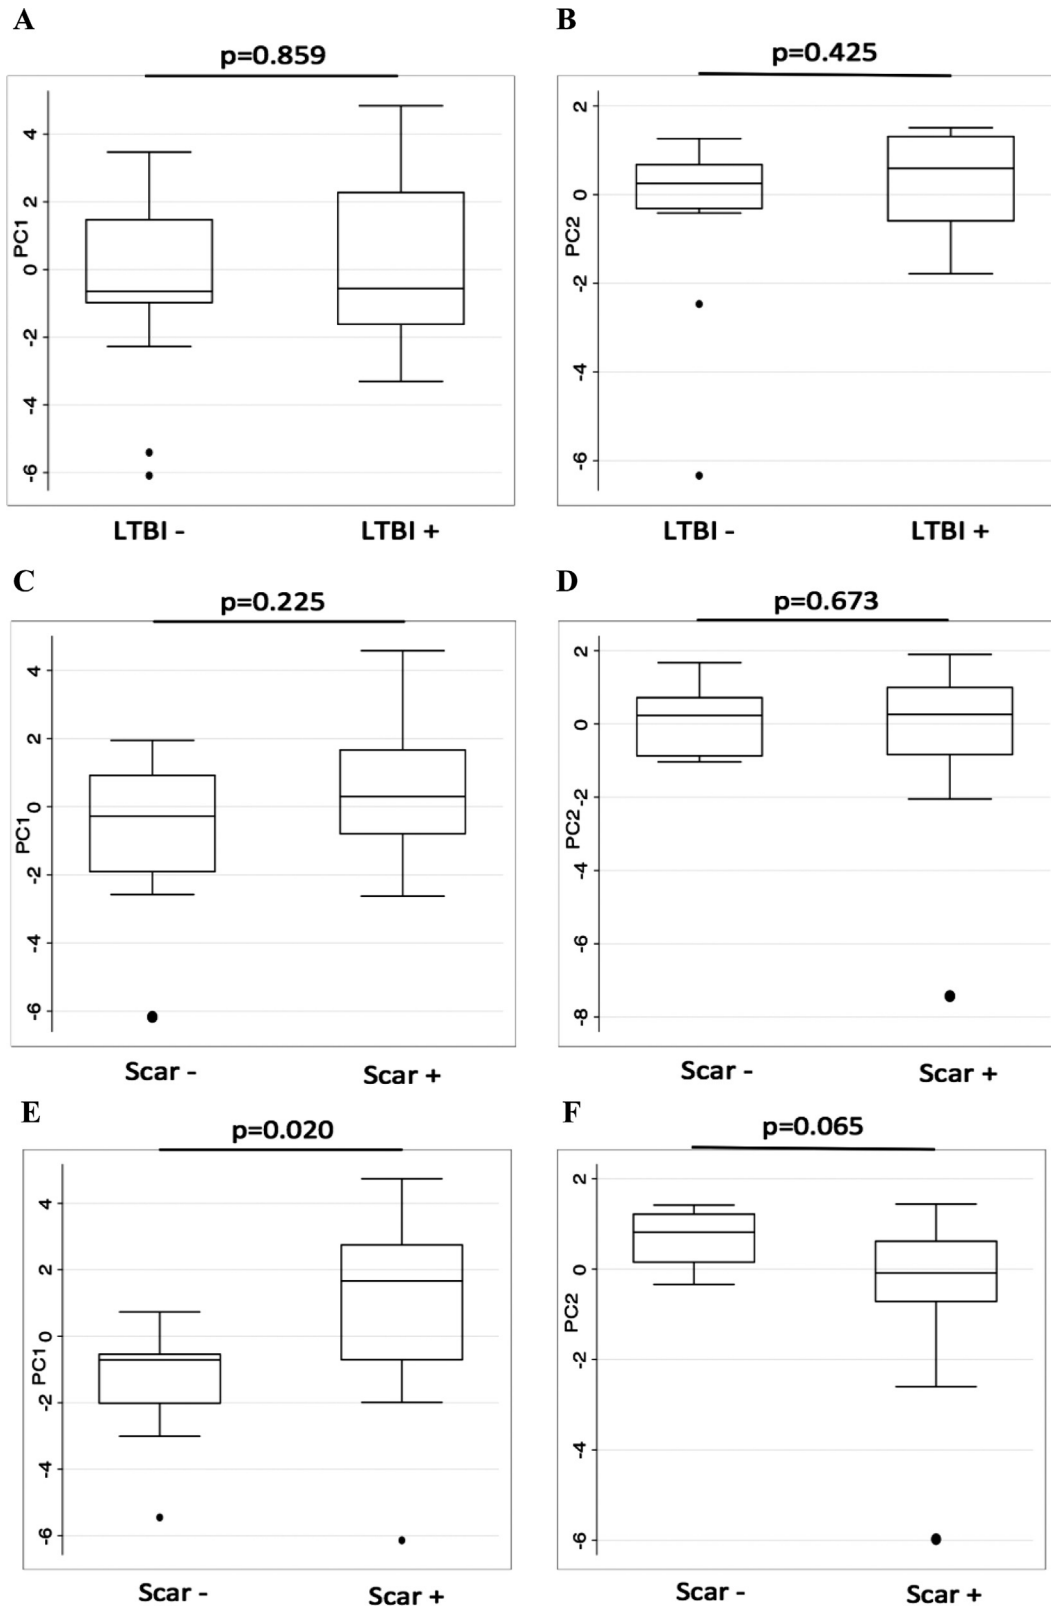 A
p=0.859
PC1
4
2
0
-2
-4
-6
LTBI -
LTBI +
B
p=0.425
PC2
2
0
-2
-4
-6
LTBI -
LTBI +
C
p=0.225
PC1
4
2
0
-2
-4
-6
Scar -
Scar +
D
p=0.673
PC2
2
0
-2
-4
-6
-8
Scar -
Scar +
E
p=0.020
PC1
4
2
0
-2
-4
-6
Scar -
Scar +
F
p=0.065
PC2
2
0
-2
-4
-6
Scar -
Scar +